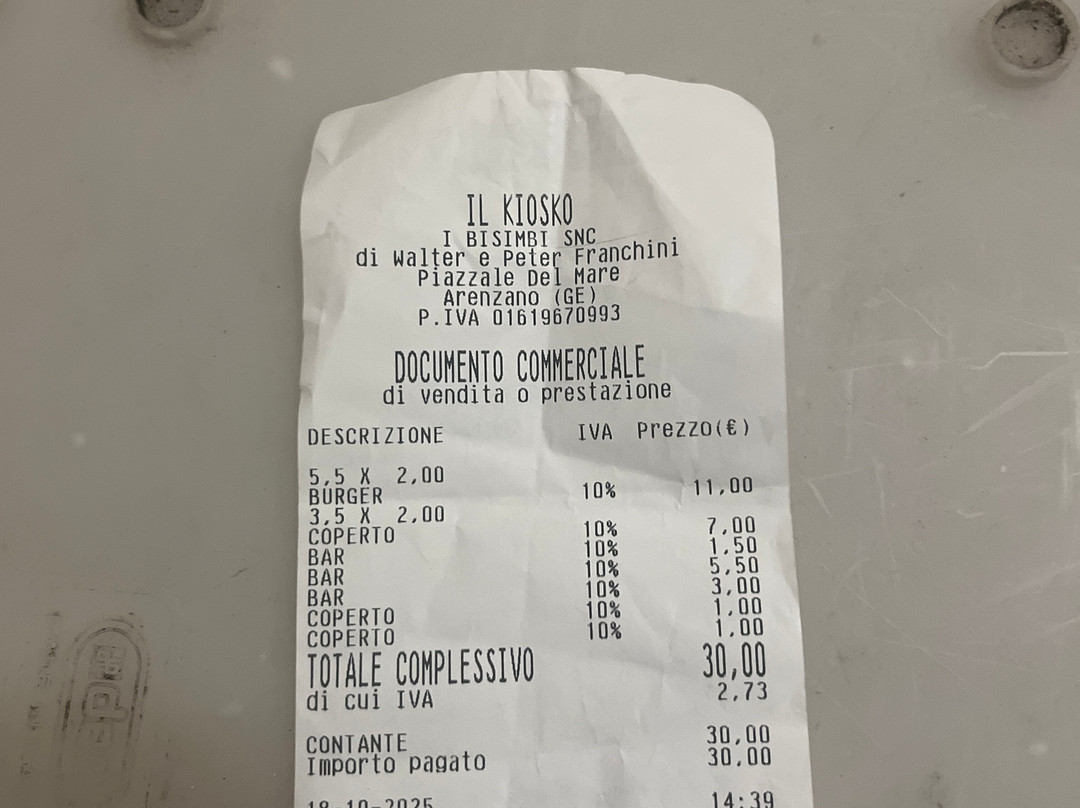 IL KIOSKO
I BISIMBI SNC
di Walter e Peter Franchini
Piazzale Del Mare
Arenzano (GE)
P.IVA 01619670993
DOCUMENTO COMMERCIALE
di vendita o prestazione
DESCRIZIONE IVA Prezzo(€)
5,5 X 2,00
BURGER 10% 11,00
3,5 X 2,00
COPERTO 10% 7,00
BAR 10% 1,50
BAR 10% 5,50
BAR 10% 3,00
COPERTO 10% 1,00
COPERTO 10% 1,00
TOTALE COMPLESSIVO 30,00
di cui IVA 2,73
CONTANTE 30,00
Importo pagato 30,00
18-10-2025 14:39